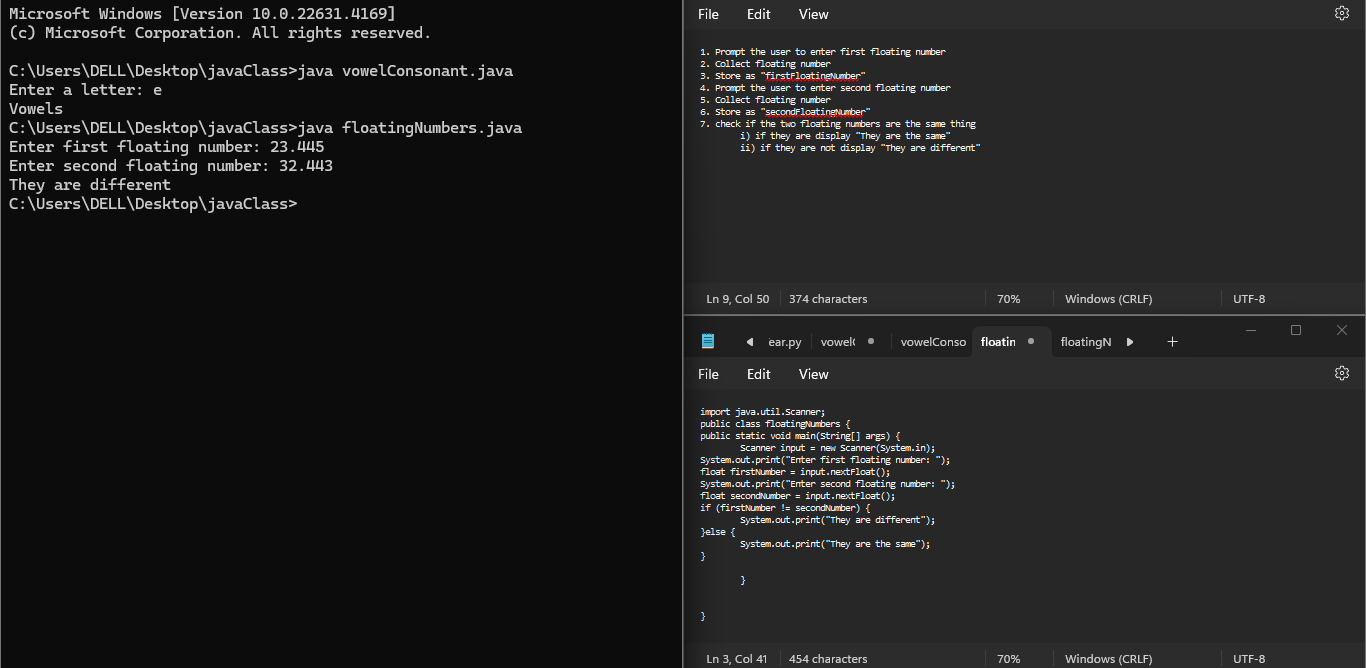 Microsoft Windows [Version 10.0.22631.4169]
(c) Microsoft Corporation. All rights reserved.
C:\Users\DELL\Desktop\javaClass>java vowelConsonant.java
Enter a letter: e
Vowels
C:\Users\DELL\Desktop\javaClass>java floatingNumbers.java
Enter first floating number: 23.445
Enter second floating number: 32.443
They are different
C:\Users\DELL\Desktop\javaClass>
File Edit View
1. Prompt the user to enter first floating number
2. Collect floating number
3. Store as "firstFloatingNumber"
4. Prompt the user to enter second floating number
5. Collect floating number
6. Store as "secondFloatingNumber"
7. check if the two floating numbers are the same thing
i) if they are display "They are the same"
ii) if they are not display "They are different"
Ln 9, Col 50 374 characters 70% Windows (CRLF) UTF-8
ear.py vowelC vowelConso floatin floatingN
File Edit View
import java.util.Scanner;
public class floatingNumbers {
public static void main(String[] args) {
Scanner input = new Scanner(System.in);
System.out.print("Enter first floating number: ");
float firstNumber = input.nextFloat();
System.out.print("Enter second floating number: ");
float secondNumber = input.nextFloat();
if (firstNumber != secondNumber) {
System.out.print("They are different");
}else {
System.out.print("They are the same");
}
}
}
Ln 3, Col 41 454 characters 70% Windows (CRLF) UTF-8